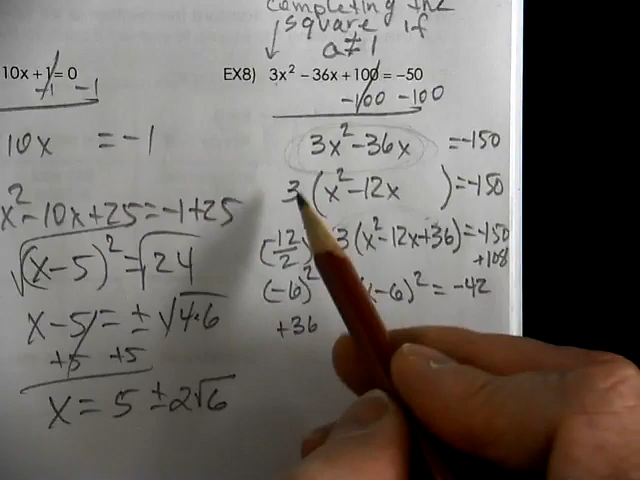 completing the
square if
a≠1
10x + 1 = 0
-1 -1
10x = -1
x² - 10x + 25 = -1 + 25
√(x - 5)² = √24
x - 5 = ± √4·6
+5 +5
x = 5 ± 2√6
EX8) 3x² - 36x + 100 = -50
-100 -100
3x² - 36x = -150
3(x² - 12x ) = -150
(12/2) 3(x² - 12x + 36) = -150
+108
(-6)² (x - 6)² = -42
+36